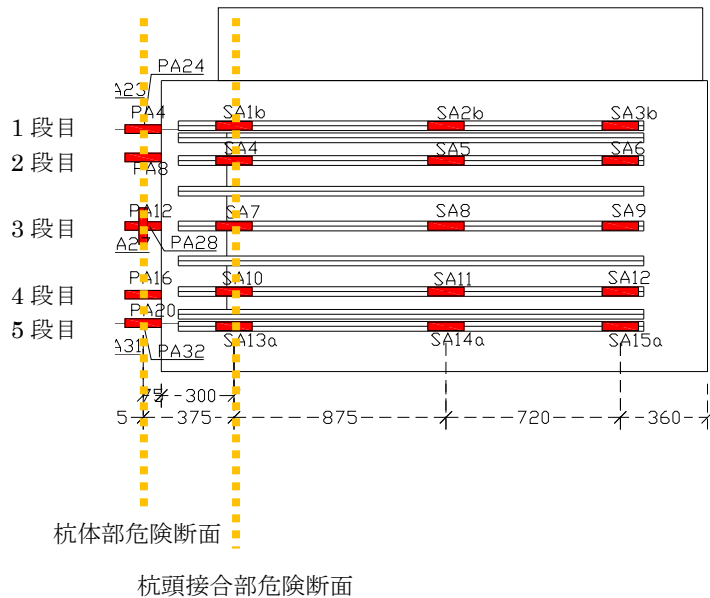 PA24
A23
PA4 SA1b SA2b SA3b
1段目
2段目 SA4 SA5 SA6
PA8
3段目 PA12 SA7 SA8 SA9
PA28
PA16 SA10 SA11 SA12
4段目
PA20
5段目
A31 PA32 SA13a SA14a SA15a
75 300
5 375 875 720 360
杭体部危険断面
杭頭接合部危険断面